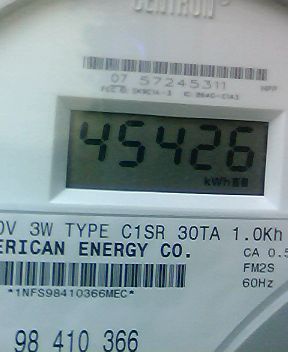 CENTRON
07 57245311
45426
kWh
0V 3W TYPE C1SR 30TA 1.0Kh
ERICAN ENERGY CO.
CA 0.5
FM2S
60Hz
*1NFS98410366MEC*
98 410 366